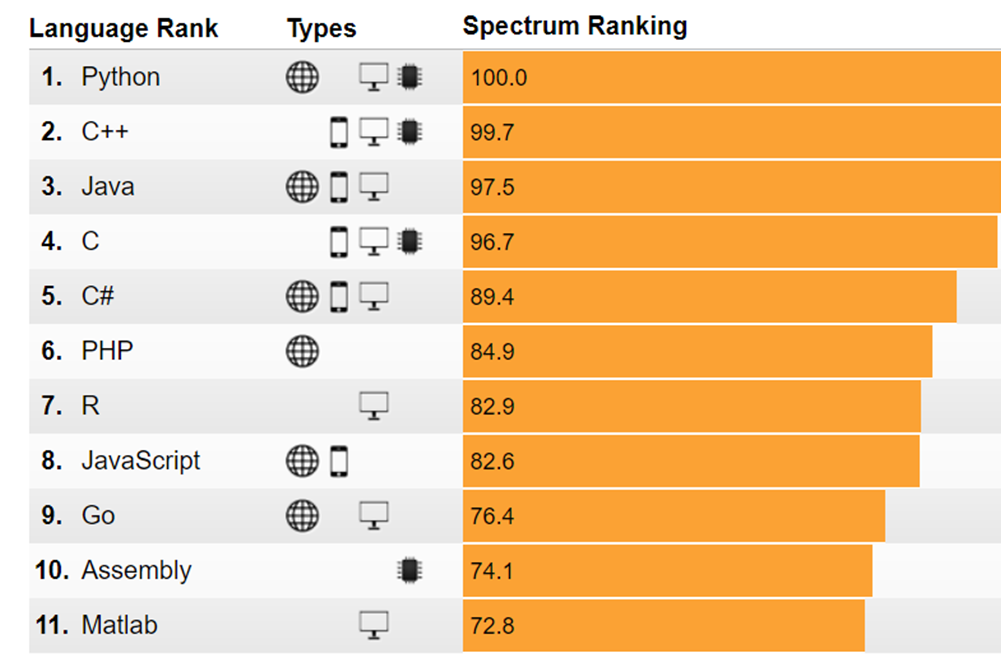 Language Rank Types Spectrum Ranking
1. Python 100.0
2. C++ 99.7
3. Java 97.5
4. C 96.7
5. C# 89.4
6. PHP 84.9
7. R 82.9
8. JavaScript 82.6
9. Go 76.4
10. Assembly 74.1
11. Matlab 72.8